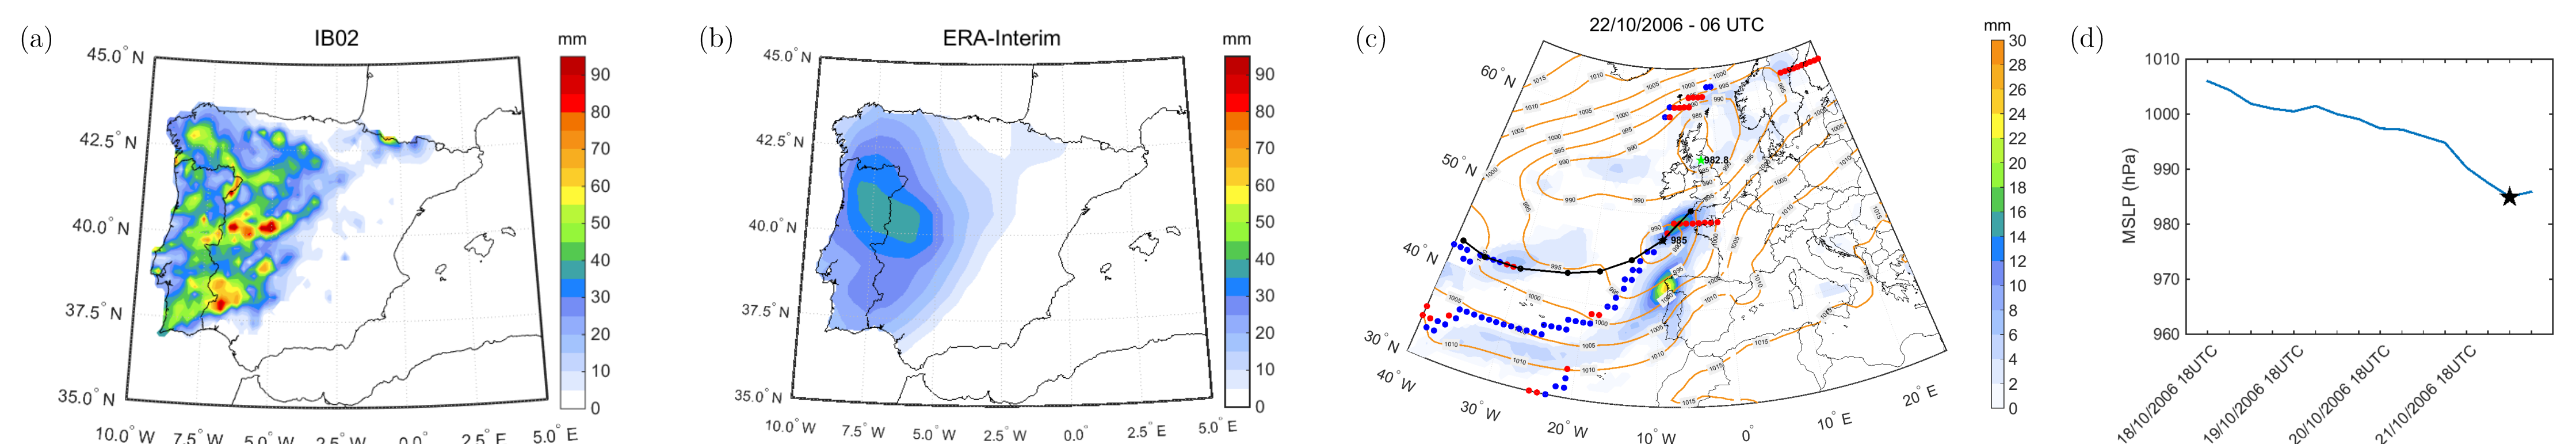 (a)
IB02
mm
45.0° N
42.5° N
40.0° N
37.5° N
35.0° N
10.0° W 7.5° W 5.0° W 2.5° W 0.0° 2.5° E 5.0° E
90
80
70
60
50
40
30
20
10
0
(b)
ERA-Interim
mm
45.0° N
42.5° N
40.0° N
37.5° N
35.0° N
10.0° W 7.5° W 5.0° W 2.5° W 0.0° 2.5° E 5.0° E
90
80
70
60
50
40
30
20
10
0
(c)
22/10/2006 - 06 UTC
mm
60° N
50° N
40° N
30° N
40° W
30° W
20° W
10° W
0°
10° E
20° E
982.8
985
30
28
26
24
22
20
18
16
14
12
10
8
6
4
2
0
(d)
MSLP (hPa)
1010
1000
990
980
970
960
18/10/2006 18UTC
19/10/2006 18UTC
20/10/2006 18UTC
21/10/2006 18UTC